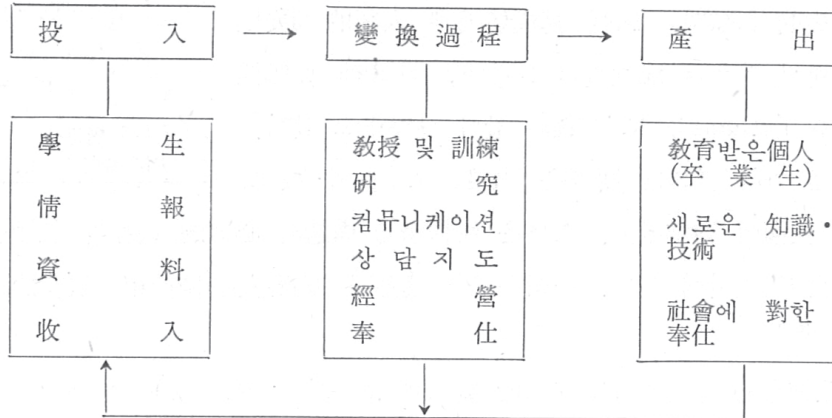 投入
變換過程
產出
學生
情報
資料
收入
敎授 및 訓練
硏究
컴뮤니케이션
상담지도
經營
奉仕
敎育받은個人
(卒業生)
새로운 知識·
技術
社會에 對한
奉仕